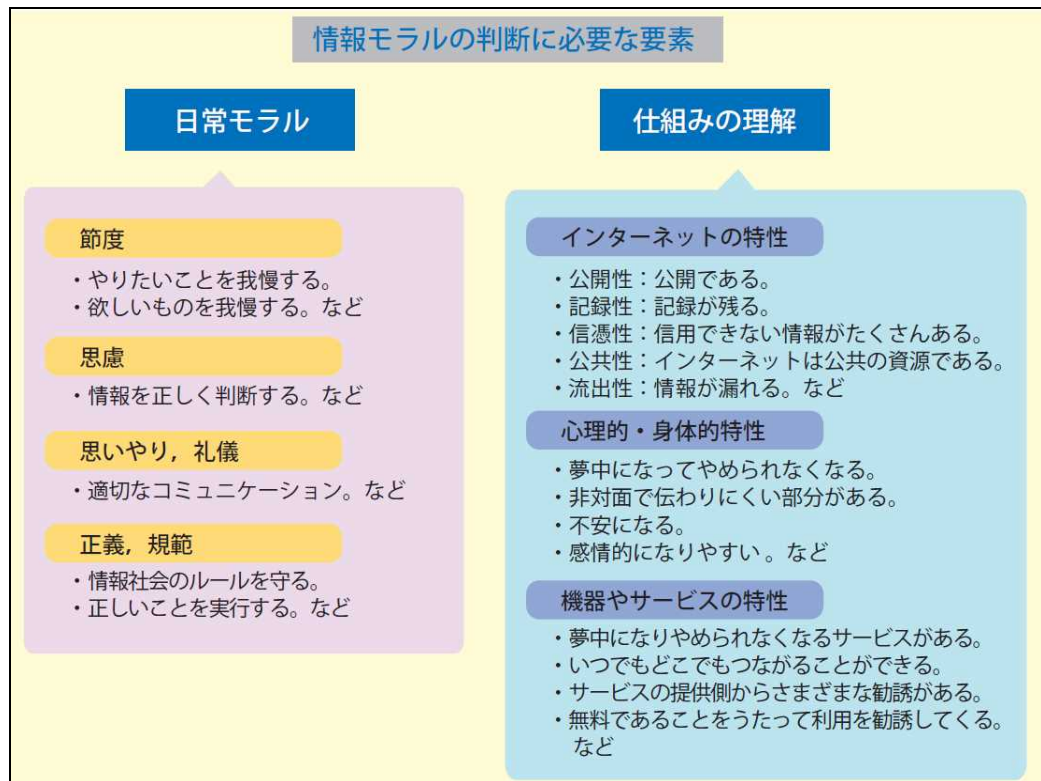 情報モラルの判断に必要な要素
日常モラル
節度
・やりたいことを我慢する。
・欲しいものを我慢する。など
思慮
・情報を正しく判断する。など
思いやり，礼儀
・適切なコミュニケーション。など
正義，規範
・情報社会のルールを守る。
・正しいことを実行する。など
仕組みの理解
インターネットの特性
・公開性：公開である。
・記録性：記録が残る。
・信憑性：信用できない情報がたくさんある。
・公共性：インターネットは公共の資源である。
・流出性：情報が漏れる。など
心理的・身体的特性
・夢中になってやめられなくなる。
・非対面で伝わりにくい部分がある。
・不安になる。
・感情的になりやすい。など
機器やサービスの特性
・夢中になりやめられなくなるサービスがある。
・いつでもどこでもつながることができる。
・サービスの提供側からさまざまな勧誘がある。
・無料であることをうたって利用を勧誘してくる。
など